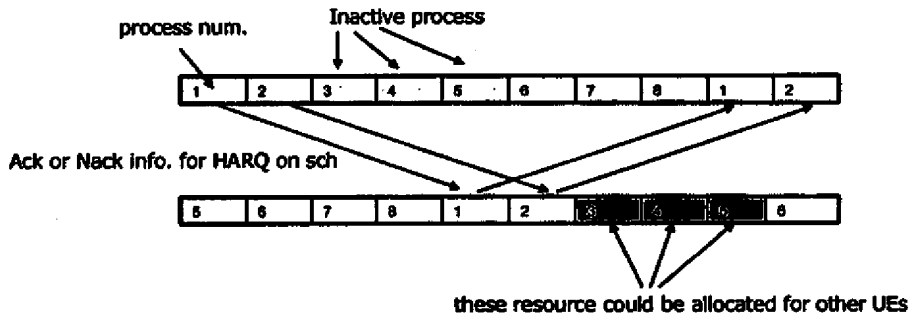 Inactive process
process num.
1 2 3 4 5 6 7 8 1 2
Ack or Nack info. for HARQ on sch
5 6 7 8 1 2 3 4 5 6
these resource could be allocated for other UEs